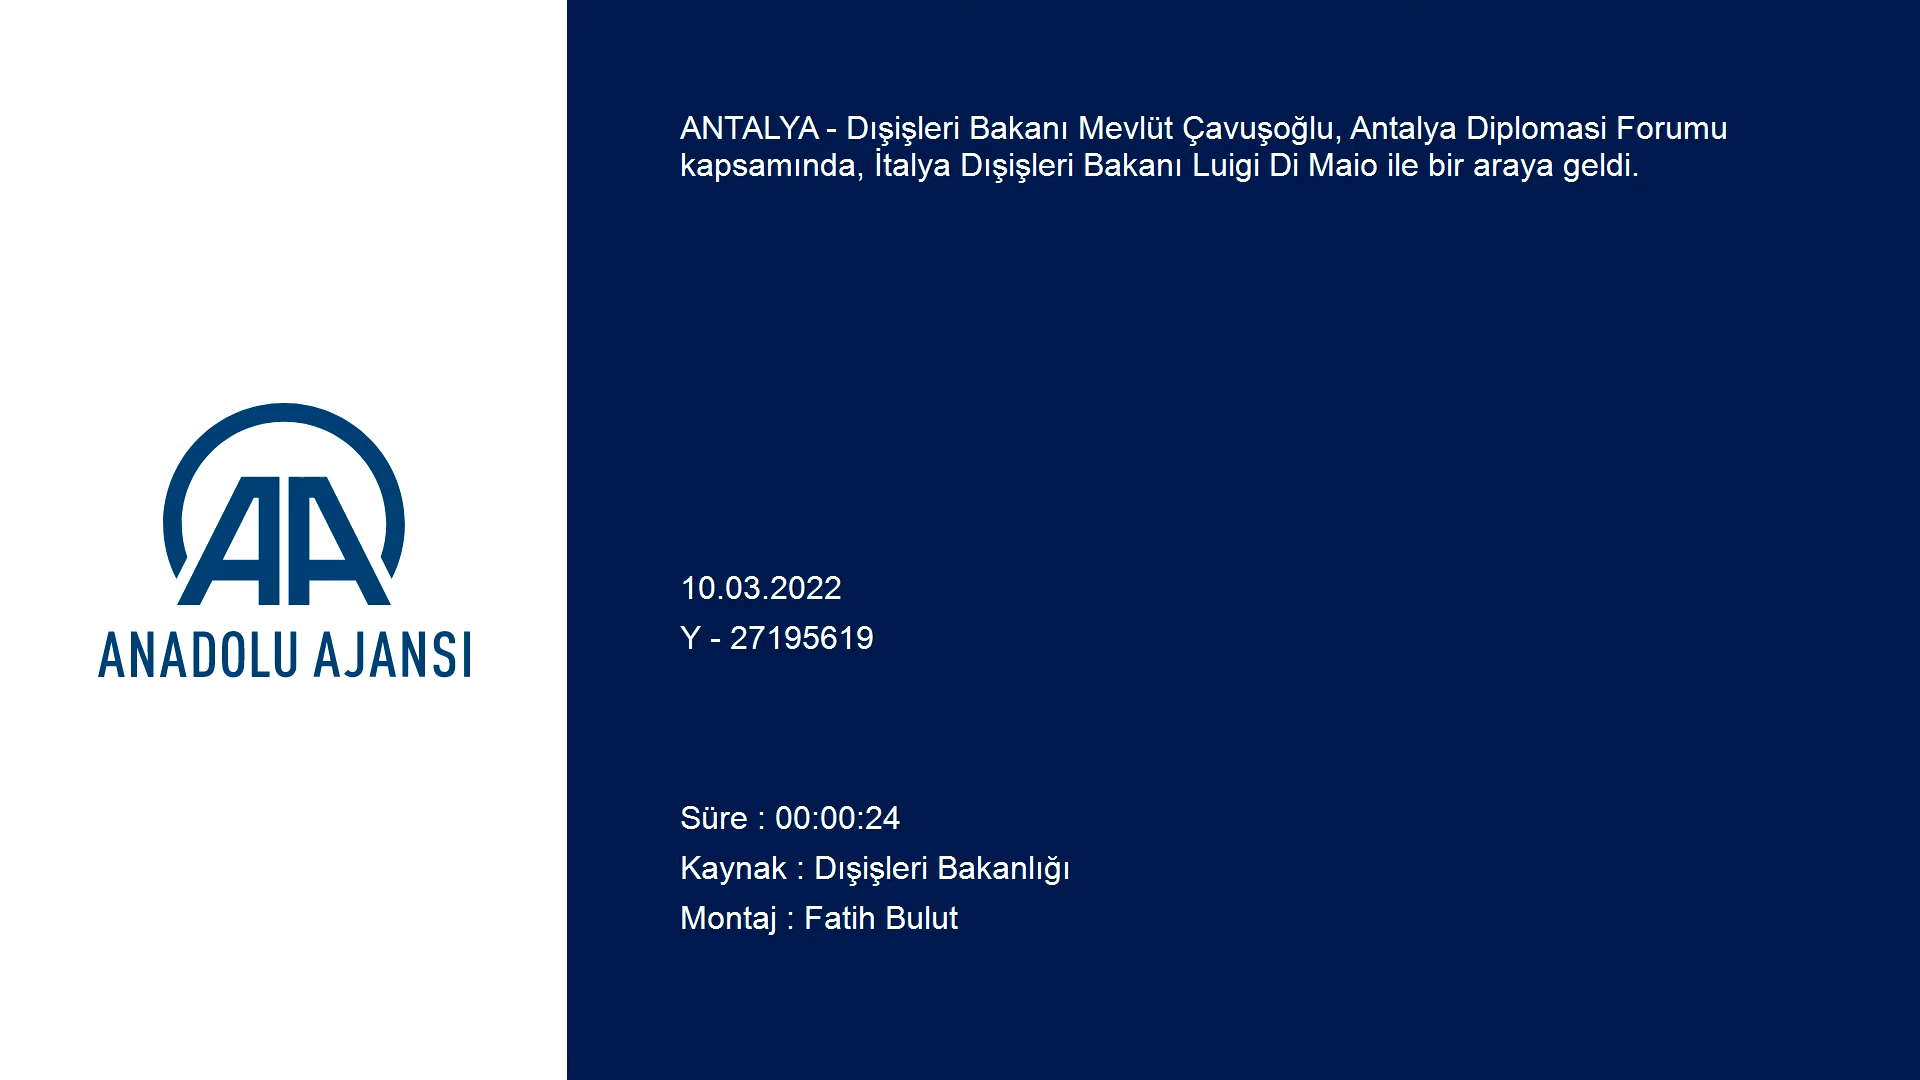 ANTALYA - Dışişleri Bakanı Mevlüt Çavuşoğlu, Antalya Diplomasi Forumu
kapsamında, İtalya Dışişleri Bakanı Luigi Di Maio ile bir araya geldi.
AA
ANADOLU AJANSI
10.03.2022
Y - 27195619
Süre : 00:00:24
Kaynak : Dışişleri Bakanlığı
Montaj : Fatih Bulut